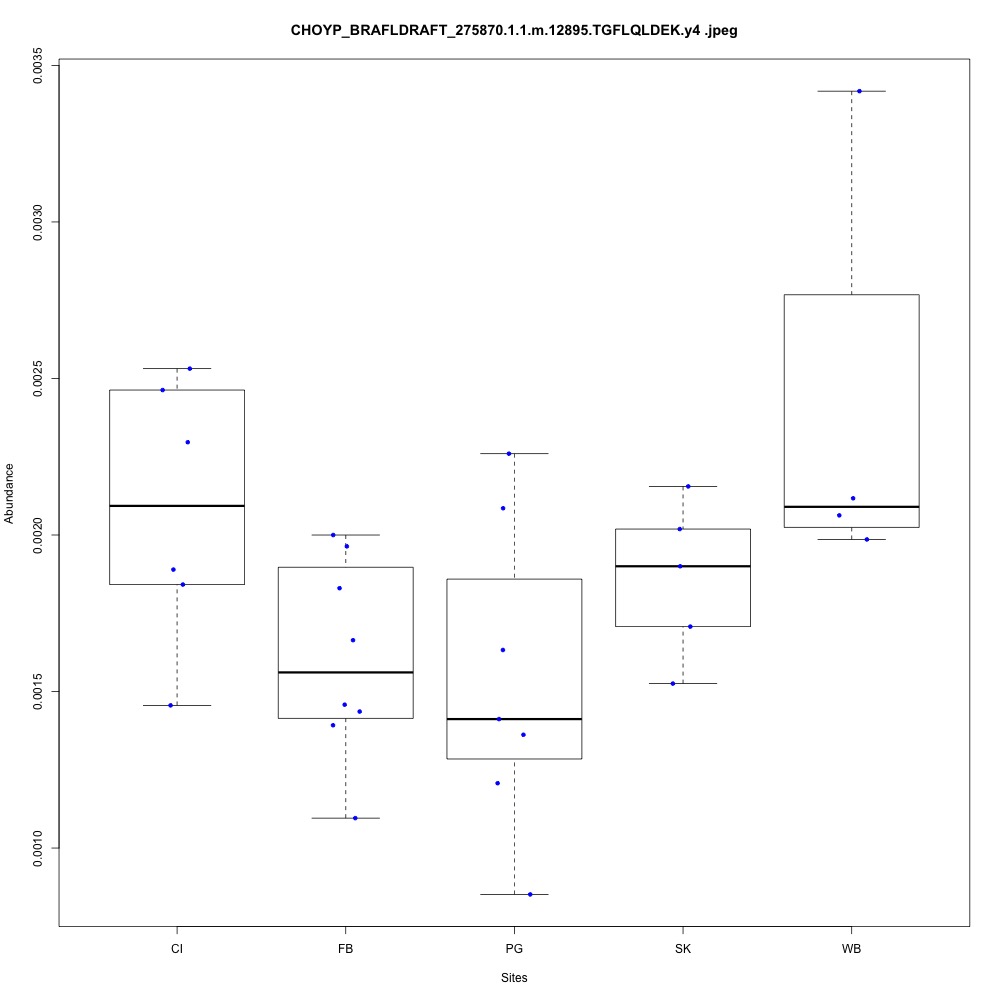 CHOYP_BRAFLDRAFT_275870.1.1.m.12895.TGFLQLDEK.y4 .jpeg
0.0035
0.0030
0.0025
0.0020
0.0015
0.0010
Abundance
CI FB PG SK WB
Sites